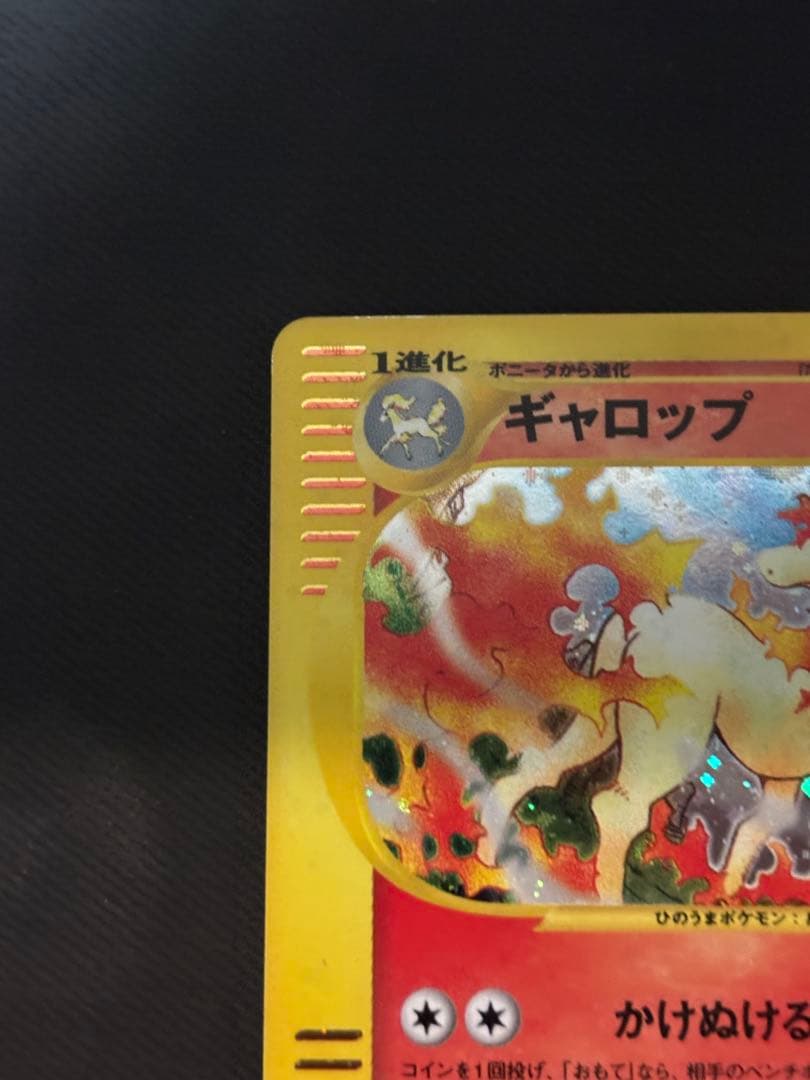 1進化 ポニータから進化
ギャロップ
ひのうまポケモン：
かけぬける
コインを1回投げ、「おもて」なら、相手のベンチポ